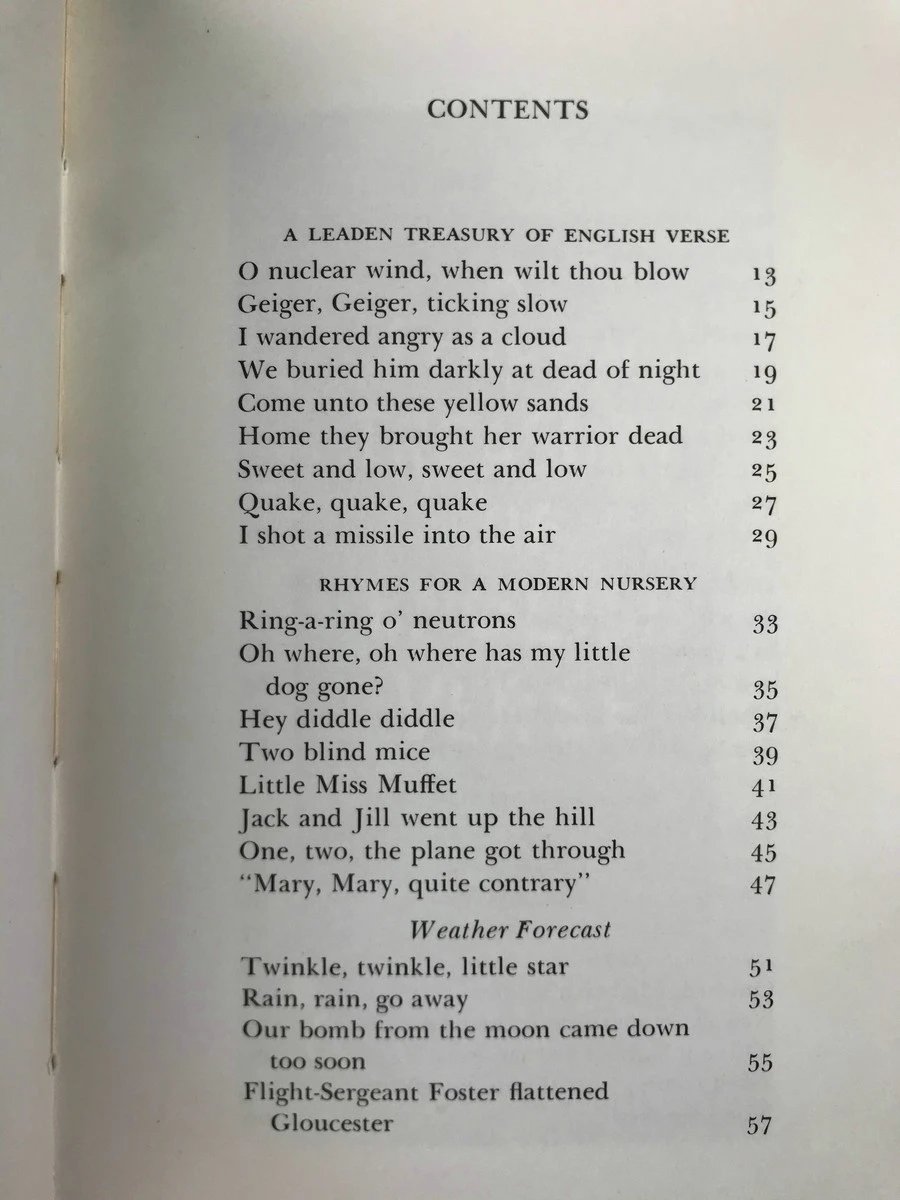 CONTENTS
A LEADEN TREASURY OF ENGLISH VERSE
O nuclear wind, when wilt thou blow 13
Geiger, Geiger, ticking slow 15
I wandered angry as a cloud 17
We buried him darkly at dead of night 19
Come unto these yellow sands 21
Home they brought her warrior dead 23
Sweet and low, sweet and low 25
Quake, quake, quake 27
I shot a missile into the air 29
RHYMES FOR A MODERN NURSERY
Ring-a-ring o’ neutrons 33
Oh where, oh where has my little
dog gone? 35
Hey diddle diddle 37
Two blind mice 39
Little Miss Muffet 41
Jack and Jill went up the hill 43
One, two, the plane got through 45
“Mary, Mary, quite contrary” 47
Weather Forecast
Twinkle, twinkle, little star 51
Rain, rain, go away 53
Our bomb from the moon came down
too soon 55
Flight-Sergeant Foster flattened
Gloucester 57